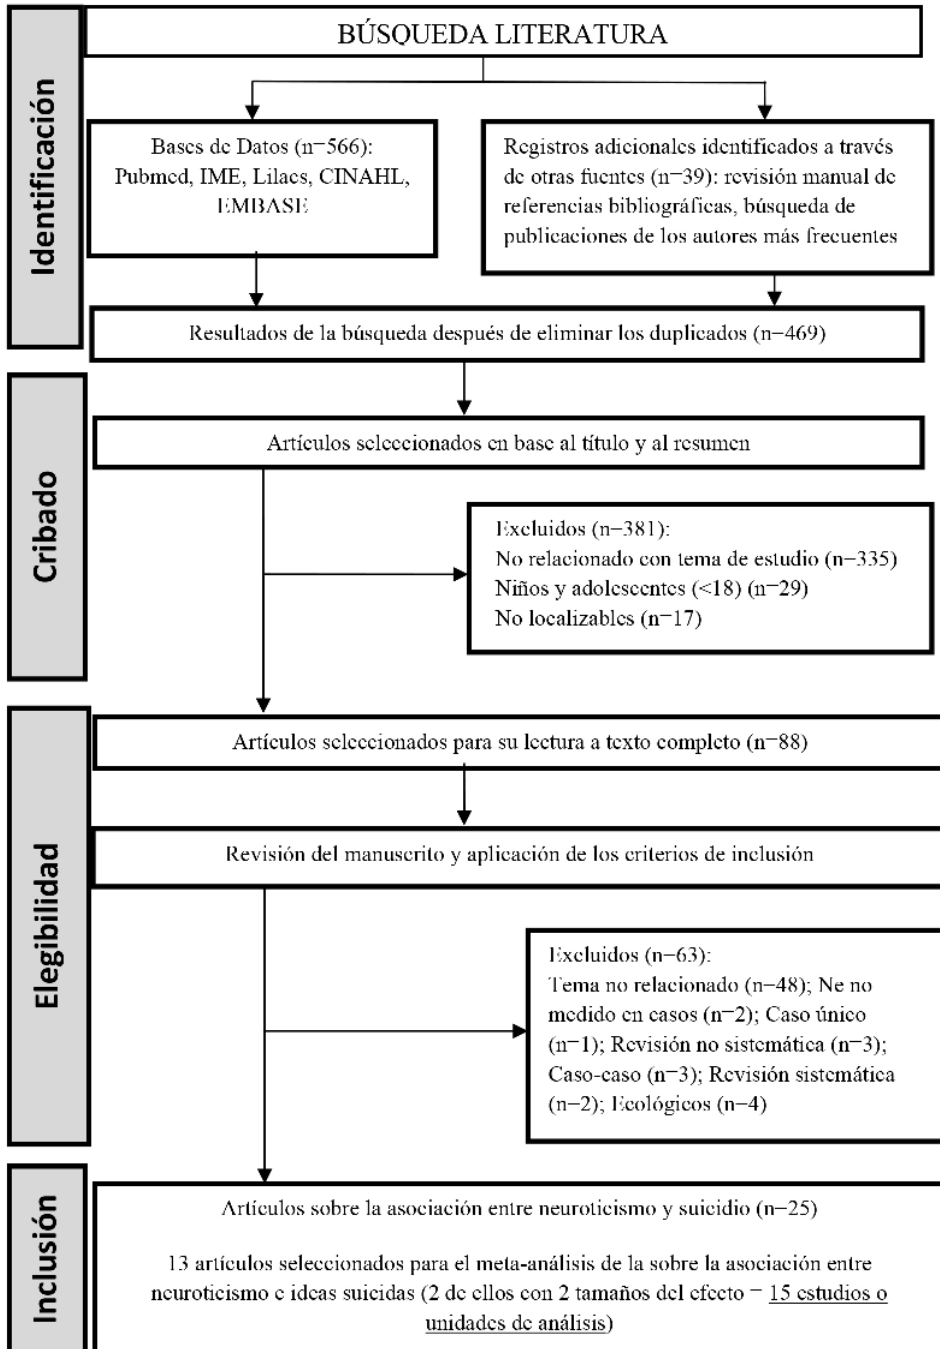 Identificación
BÚSQUEDA LITERATURA
Bases de Datos (n=566):
Pubmed, IME, Lilacs, CINAHL,
EMBASE
Registros adicionales identificados a través
de otras fuentes (n=39): revisión manual de
referencias bibliográficas, búsqueda de
publicaciones de los autores más frecuentes
Resultados de la búsqueda después de eliminar los duplicados (n=469)
Cribado
Artículos seleccionados en base al título y al resumen
Excluidos (n=381):
No relacionado con tema de estudio (n=335)
Niños y adolescentes (<18) (n=29)
No localizables (n=17)
Elegibilidad
Artículos seleccionados para su lectura a texto completo (n=88)
Revisión del manuscrito y aplicación de los criterios de inclusión
Excluidos (n=63):
Tema no relacionado (n=48); Ne no
medido en casos (n=2); Caso único
(n=1); Revisión no sistemática (n=3);
Caso-caso (n=3); Revisión sistemática
(n=2); Ecológicos (n=4)
Inclusión
Artículos sobre la asociación entre neuroticismo y suicidio (n=25)
13 artículos seleccionados para el meta-análisis de la sobre la asociación entre
neuroticismo e ideas suicidas (2 de ellos con 2 tamaños del efecto = 15 estudios o
unidades de análisis)